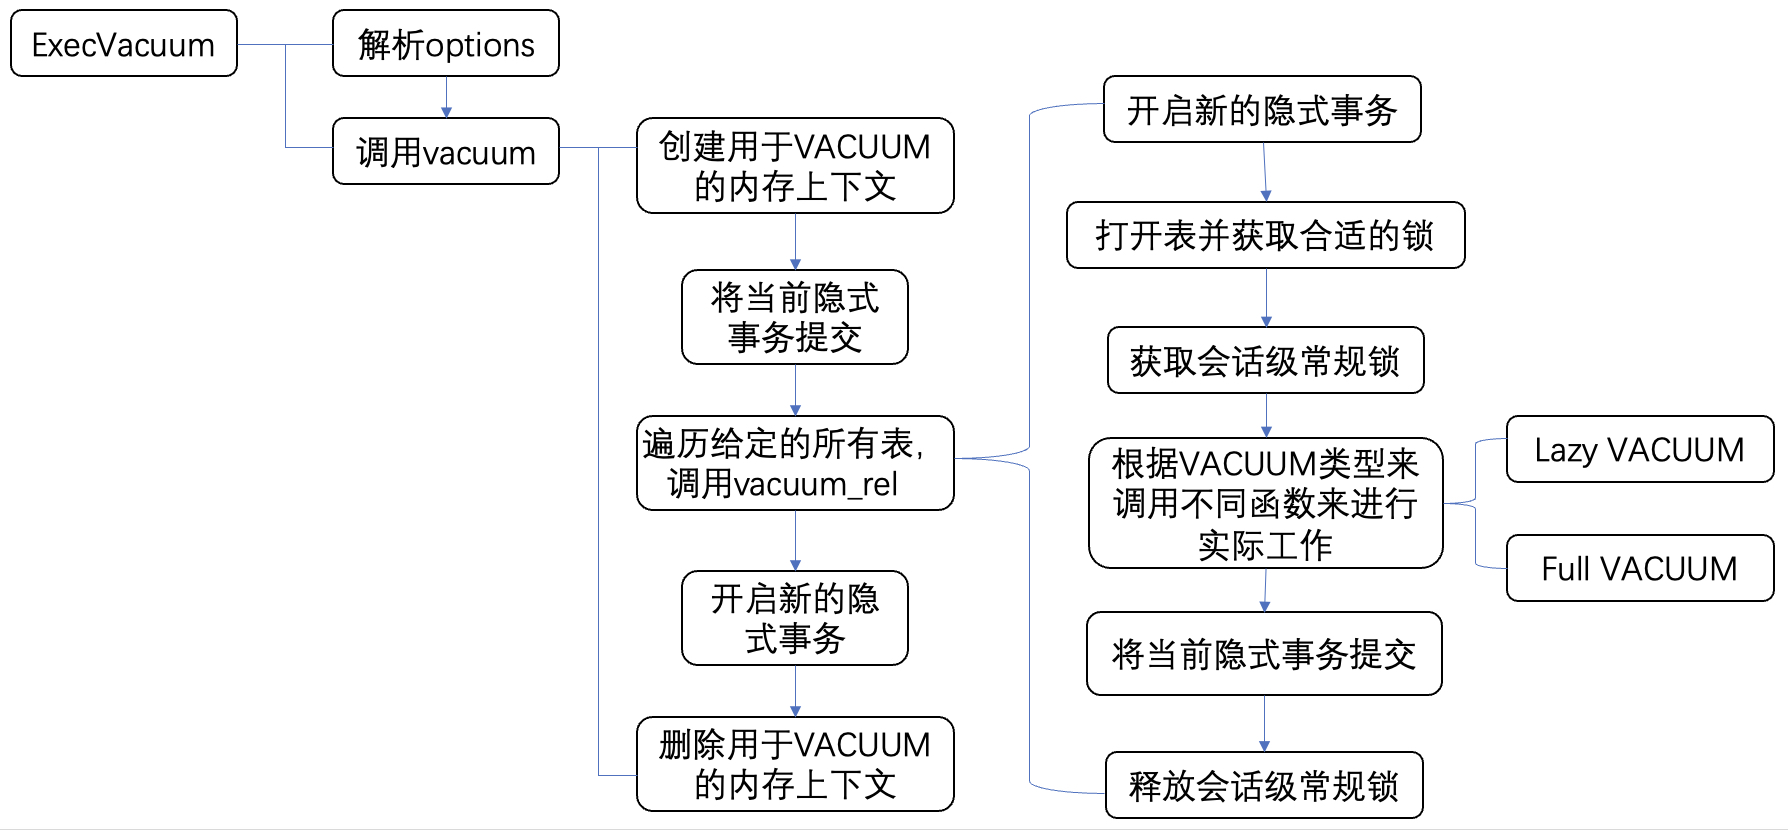 ExecVacuum
解析options
调用vacuum
创建用于VACUUM
的内存上下文
将当前隐式
事务提交
遍历给定的所有表，
调用vacuum_rel
开启新的隐
式事务
删除用于VACUUM
的内存上下文
开启新的隐式事务
打开表并获取合适的锁
获取会话级常规锁
根据VACUUM类型来
调用不同函数来进行
实际工作
将当前隐式事务提交
释放会话级常规锁
Lazy VACUUM
Full VACUUM